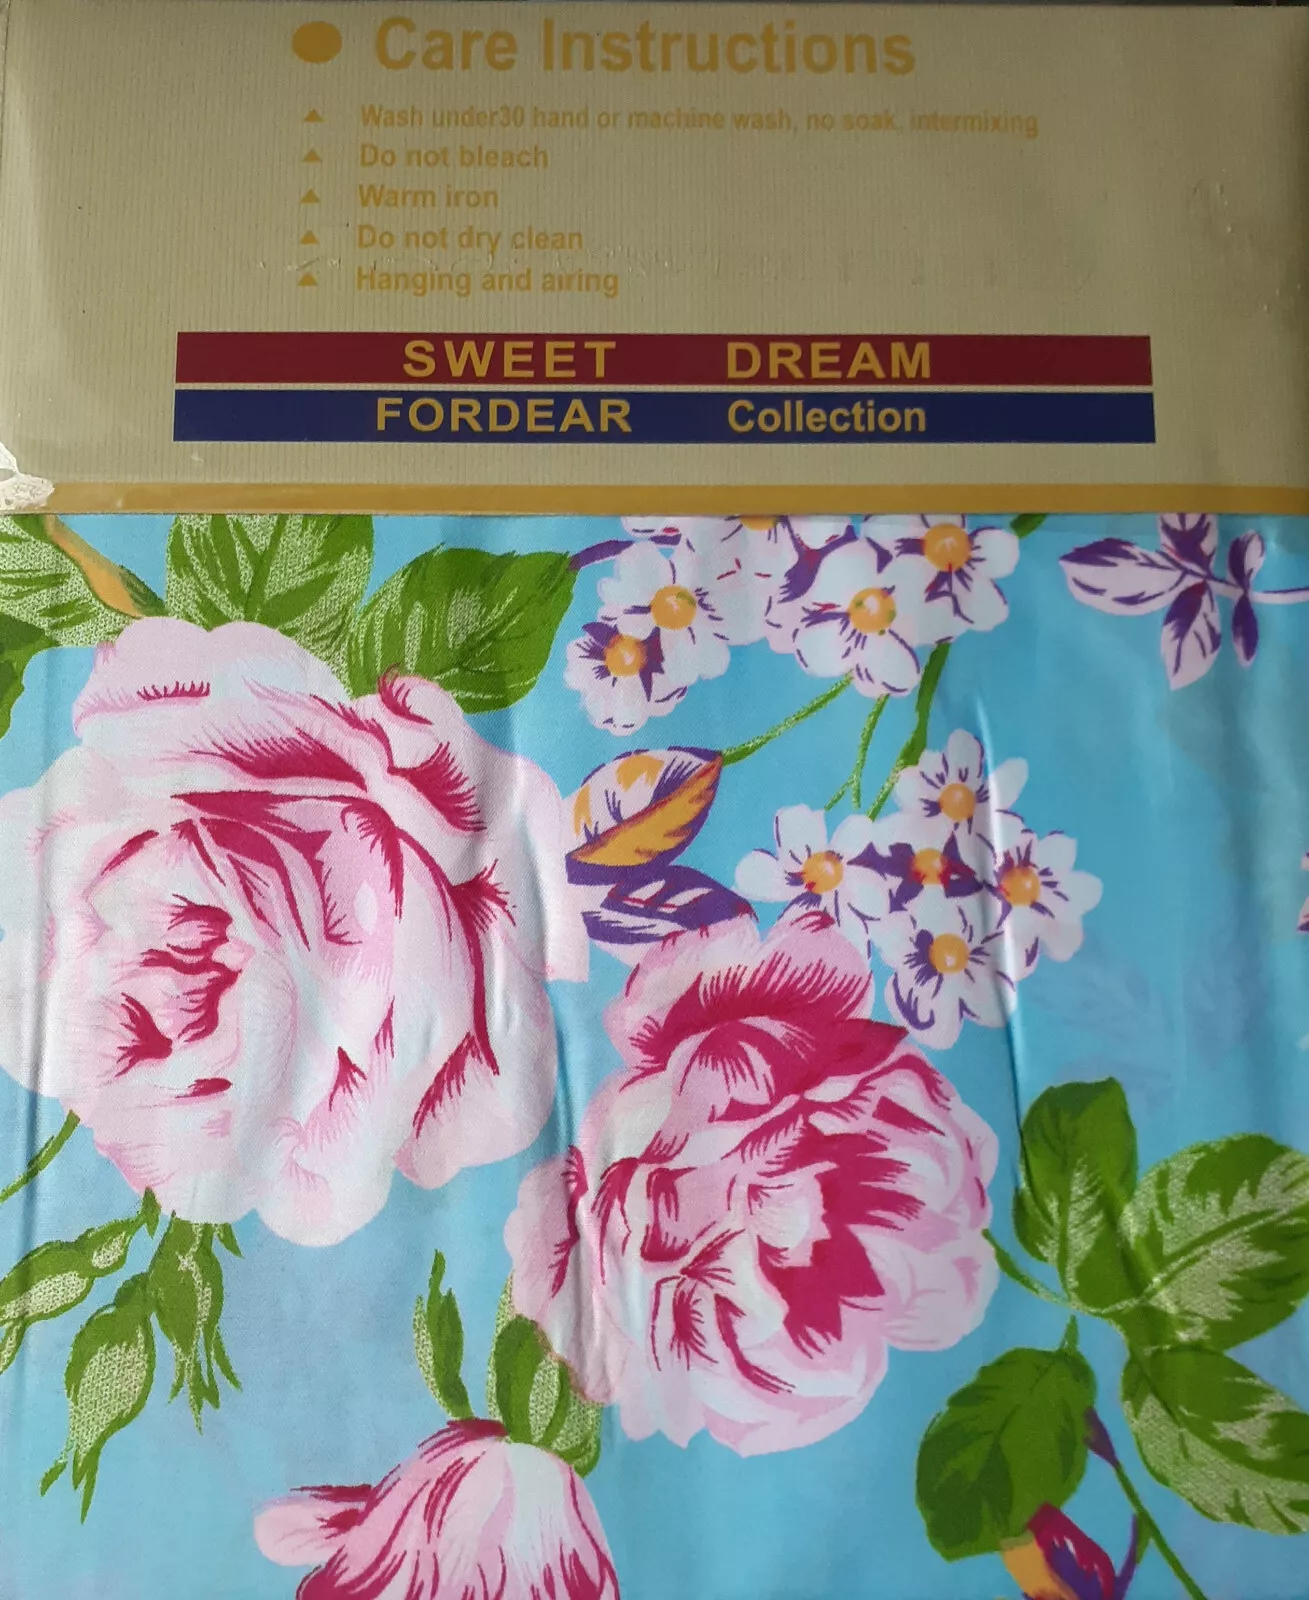 Care Instructions
Wash under30 hand or machine wash, no soak, intermixing
Do not bleach
Warm iron
Do not dry clean
Hanging and airing
SWEET DREAM
FORDEAR Collection